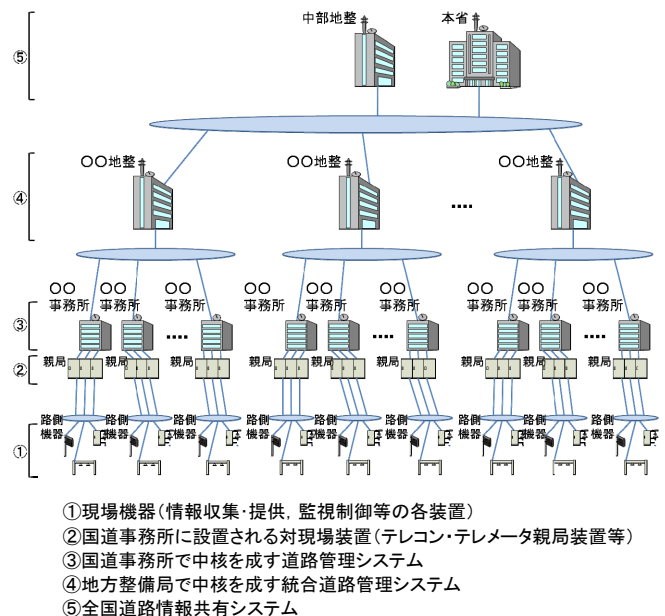 中部地整 本省
⑤
〇〇地整 〇〇地整 〇〇地整
④ ‥‥
〇〇 〇〇 〇〇 〇〇 〇〇 〇〇 〇〇 〇〇 〇〇
事務所 事務所 事務所 事務所 事務所 事務所 事務所 事務所 事務所
③ ‥‥ ‥‥ ‥‥
親局 親局 親局 親局 親局 親局 親局 親局 親局
②
路側 路側 路側 路側 路側 路側 路側 路側 路側
機器 機器 機器 機器 機器 機器 機器 機器 機器
①
①現場機器(情報収集・提供, 監視制御等の各装置)
②国道事務所に設置される対現場装置(テレコン・テレメータ親局装置等)
③国道事務所で中核を成す道路管理システム
④地方整備局で中核を成す統合道路管理システム
⑤全国道路情報共有システム